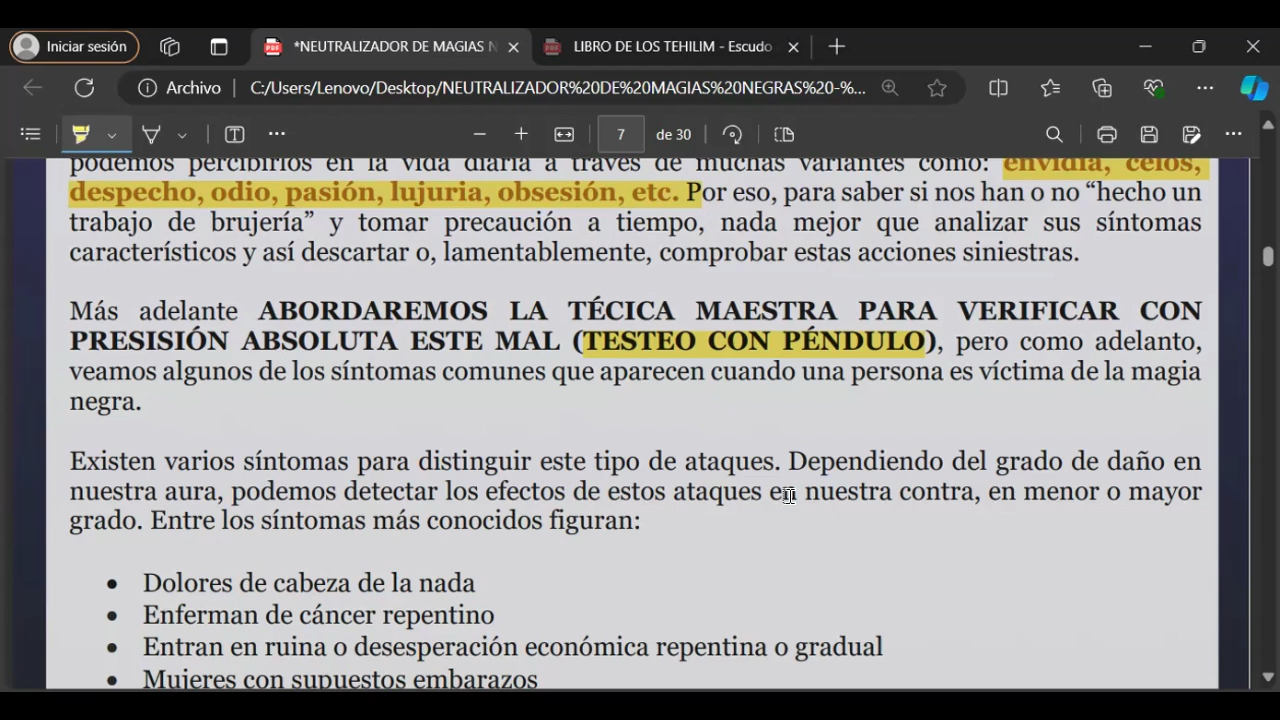 Iniciar sesión
*NEUTRALIZADOR DE MAGIAS N
LIBRO DE LOS TEHILIM - Escudo
Archivo
C:/Users/Lenovo/Desktop/NEUTRALIZADOR%20DE%20MAGIAS%20NEGRAS%20-%...
7 de 30
podemos percibirlos en la vida diaria a través de muchas variantes como: envidia, celos,
despecho, odio, pasión, lujuria, obsesión, etc. Por eso, para saber si nos han o no “hecho un
trabajo de brujería” y tomar precaución a tiempo, nada mejor que analizar sus síntomas
característicos y así descartar o, lamentablemente, comprobar estas acciones siniestras.
Más adelante ABORDAREMOS LA TÉCICA MAESTRA PARA VERIFICAR CON
PRESISIÓN ABSOLUTA ESTE MAL (TESTEO CON PÉNDULO), pero como adelanto,
veamos algunos de los síntomas comunes que aparecen cuando una persona es víctima de la magia
negra.
Existen varios síntomas para distinguir este tipo de ataques. Dependiendo del grado de daño en
nuestra aura, podemos detectar los efectos de estos ataques en nuestra contra, en menor o mayor
grado. Entre los síntomas más conocidos figuran:
• Dolores de cabeza de la nada
• Enferman de cáncer repentino
• Entran en ruina o desesperación económica repentina o gradual
• Mujeres con supuestos embarazos